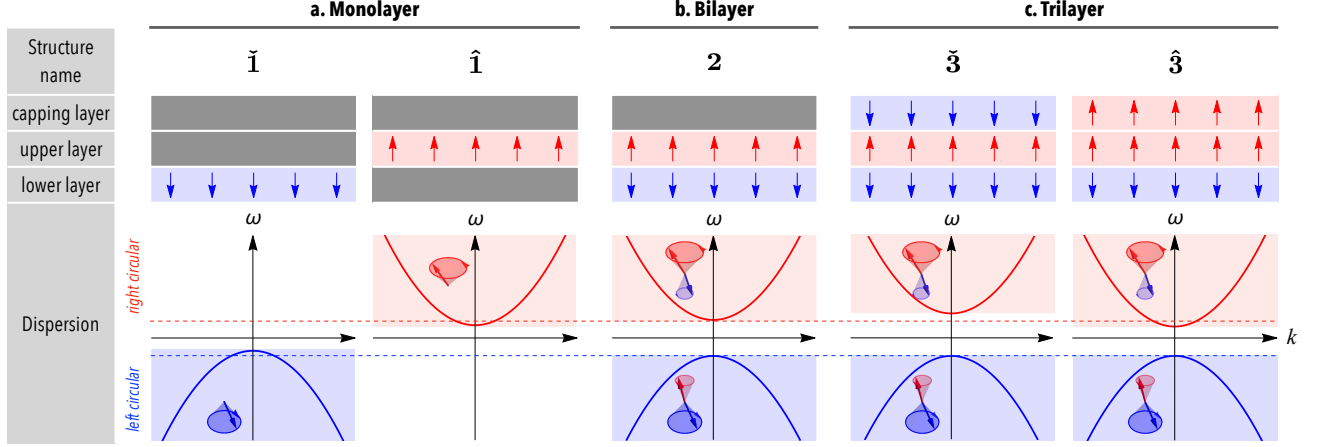 a. Monolayer b. Bilayer c. Trilayer
Structure
name
1̌ 1̂ 2 3̌ 3̂
capping layer
upper layer
lower layer
ω ω ω ω ω
right circular
Dispersion
k
left circular